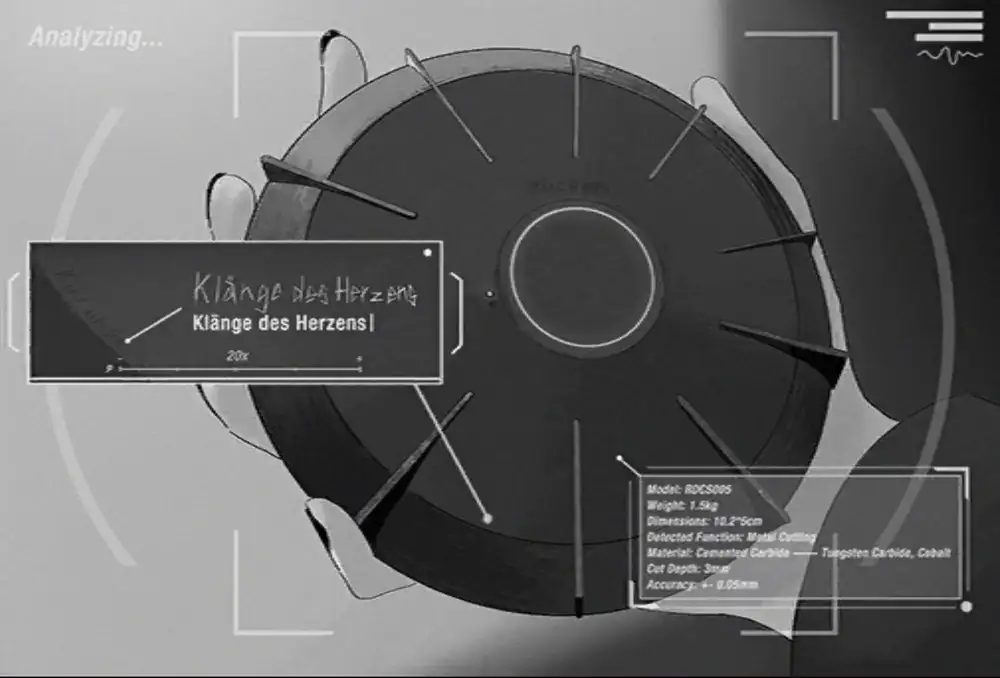 Analyzing...
Klänge des Herzens
Klänge des Herzens
20x
Model: RDCS005
Weight: 1.5kg
Dimensions: 10.2*5cm
Detected Function: Metal Cutting
Material: Cemented Carbide —— Tungsten Carbide, Cobalt
Cut Depth: 3mm
Accuracy: +- 0.05mm